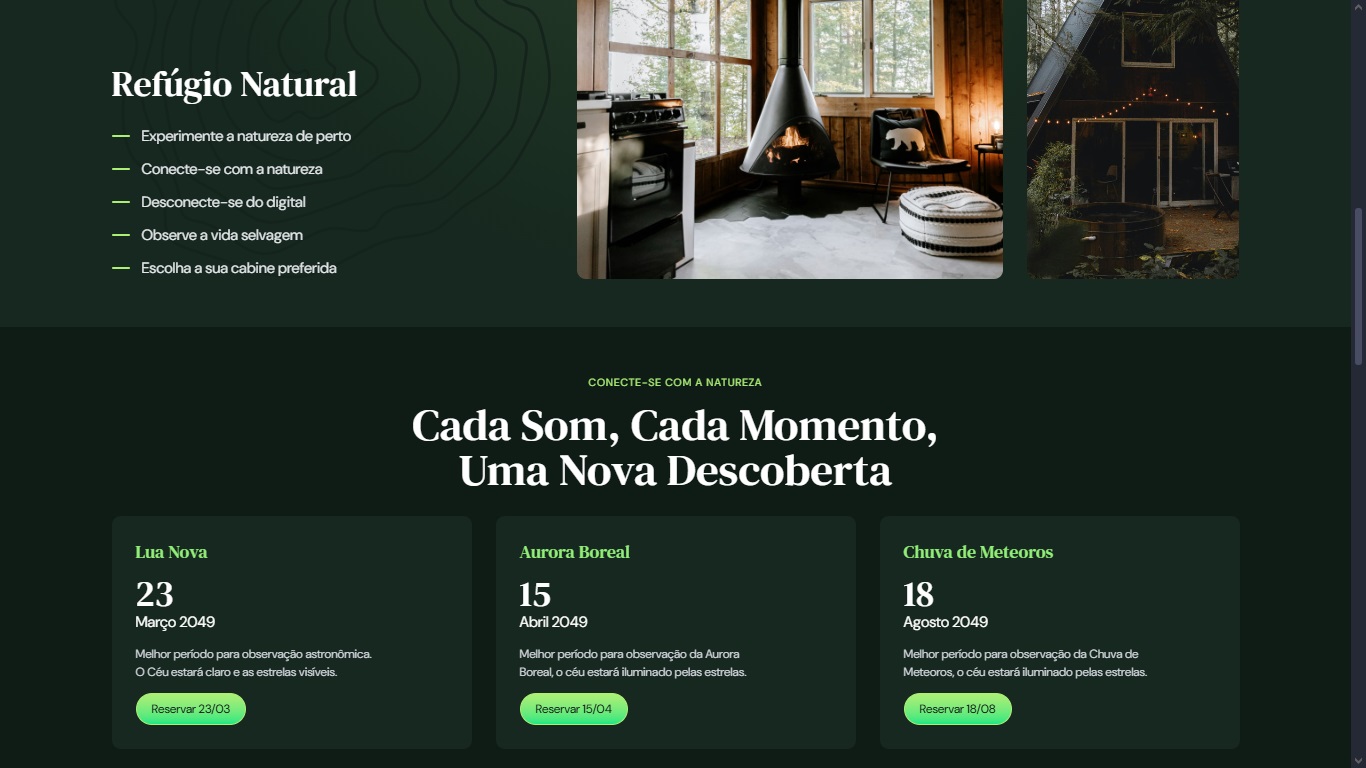 Refúgio Natural
Experimente a natureza de perto
Conecte-se com a natureza
Desconecte-se do digital
Observe a vida selvagem
Escolha a sua cabine preferida
CONECTE-SE COM A NATUREZA
Cada Som, Cada Momento,
Uma Nova Descoberta
Lua Nova
23
Março 2049
Melhor período para observação astronômica.
O Céu estará claro e as estrelas visíveis.
Reservar 23/03
Aurora Boreal
15
Abril 2049
Melhor período para observação da Aurora
Boreal, o céu estará iluminado pelas estrelas.
Reservar 15/04
Chuva de Meteoros
18
Agosto 2049
Melhor período para observação da Chuva de
Meteoros, o céu estará iluminado pelas estrelas.
Reservar 18/08